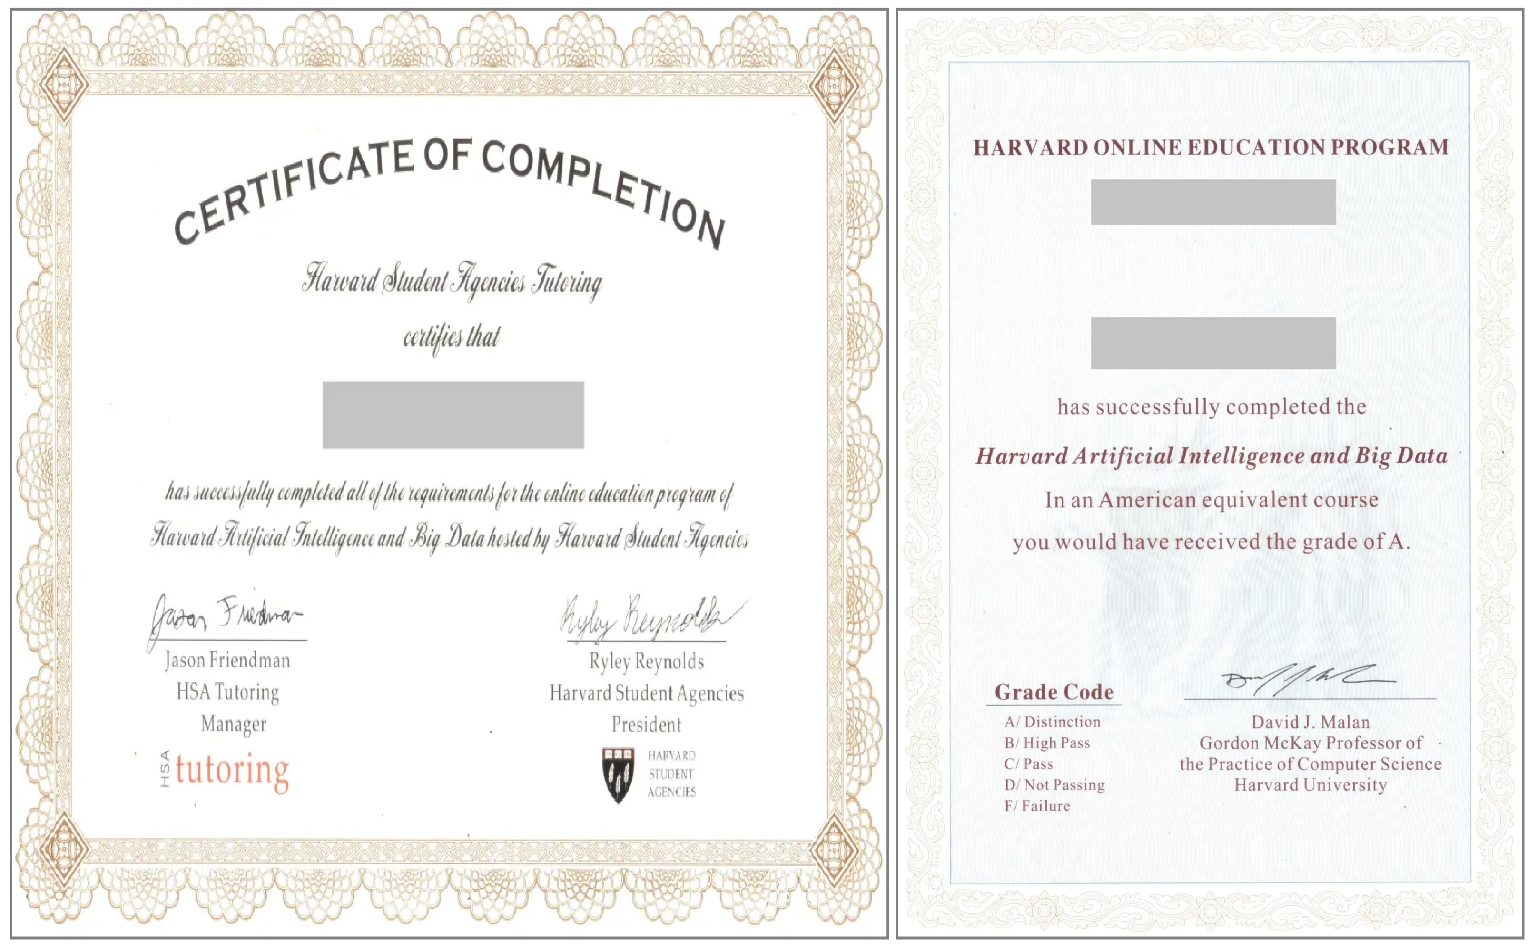 CERTIFICATE OF COMPLETION
Harvard Student Agencies Tutoring
certifies that
has successfully completed all of the requirements for the online education program of
Harvard Artificial Intelligence and Big Data hosted by Harvard Student Agencies
Jason Friedman
Jason Friendman
HSA Tutoring
Manager
HSA tutoring
Ryley Reynolds
Ryley Reynolds
Harvard Student Agencies
President
HARVARD
STUDENT
AGENCIES
HARVARD ONLINE EDUCATION PROGRAM
has successfully completed the
Harvard Artificial Intelligence and Big Data
In an American equivalent course
you would have received the grade of A.
Grade Code
A/ Distinction
B/ High Pass
C/ Pass
D/ Not Passing
F/ Failure
David J. Malan
Gordon McKay Professor of
the Practice of Computer Science
Harvard University